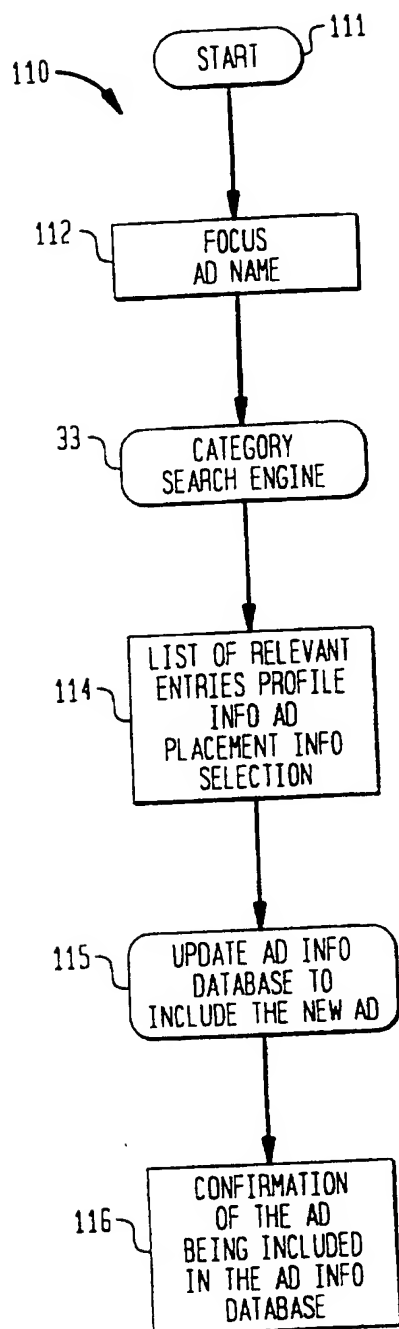 110
START
111
112
FOCUS
AD NAME
33
CATEGORY
SEARCH ENGINE
114
LIST OF RELEVANT
ENTRIES PROFILE
INFO AD
PLACEMENT INFO
SELECTION
115
UPDATE AD INFO
DATABASE TO
INCLUDE THE NEW AD
116
CONFIRMATION
OF THE AD
BEING INCLUDED
IN THE AD INFO
DATABASE